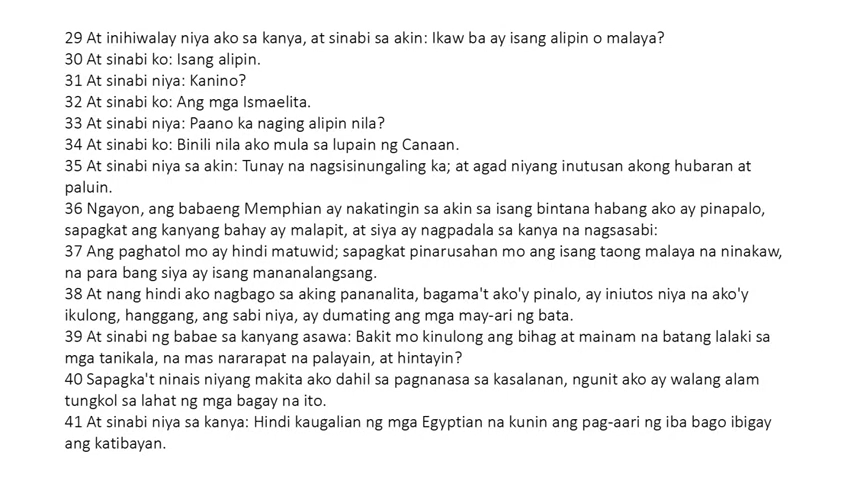 29 At inihiwalay niya ako sa kanya, at sinabi sa akin: Ikaw ba ay isang alipin o malaya?
30 At sinabi ko: Isang alipin.
31 At sinabi niya: Kanino?
32 At sinabi ko: Ang mga Ismaelita.
33 At sinabi niya: Paano ka naging alipin nila?
34 At sinabi ko: Binili nila ako mula sa lupain ng Canaan.
35 At sinabi niya sa akin: Tunay na nagsisinungaling ka; at agad niyang inutusan akong hubaran at
paluin.
36 Ngayon, ang babaeng Memphian ay nakatingin sa akin sa isang bintana habang ako ay pinapalo,
sapagkat ang kanyang bahay ay malapit, at siya ay nagpadala sa kanya na nagsasabi:
37 Ang paghatol mo ay hindi matuwid; sapagkat pinarusahan mo ang isang taong malaya na ninakaw,
na para bang siya ay isang mananalangsang.
38 At nang hindi ako nagbago sa aking pananalita, bagama't ako'y pinalo, ay iniutos niya na ako'y
ikulong, hanggang, ang sabi niya, ay dumating ang mga may-ari ng bata.
39 At sinabi ng babae sa kanyang asawa: Bakit mo kinulong ang bihag at mainam na batang lalaki sa
mga tanikala, na mas nararapat na palayain, at hintayin?
40 Sapagka't ninais niyang makita ako dahil sa pagnanasa sa kasalanan, ngunit ako ay walang alam
tungkol sa lahat ng mga bagay na ito.
41 At sinabi niya sa kanya: Hindi kaugalian ng mga Egyptian na kunin ang pag-aari ng iba bago ibigay
ang katibayan.